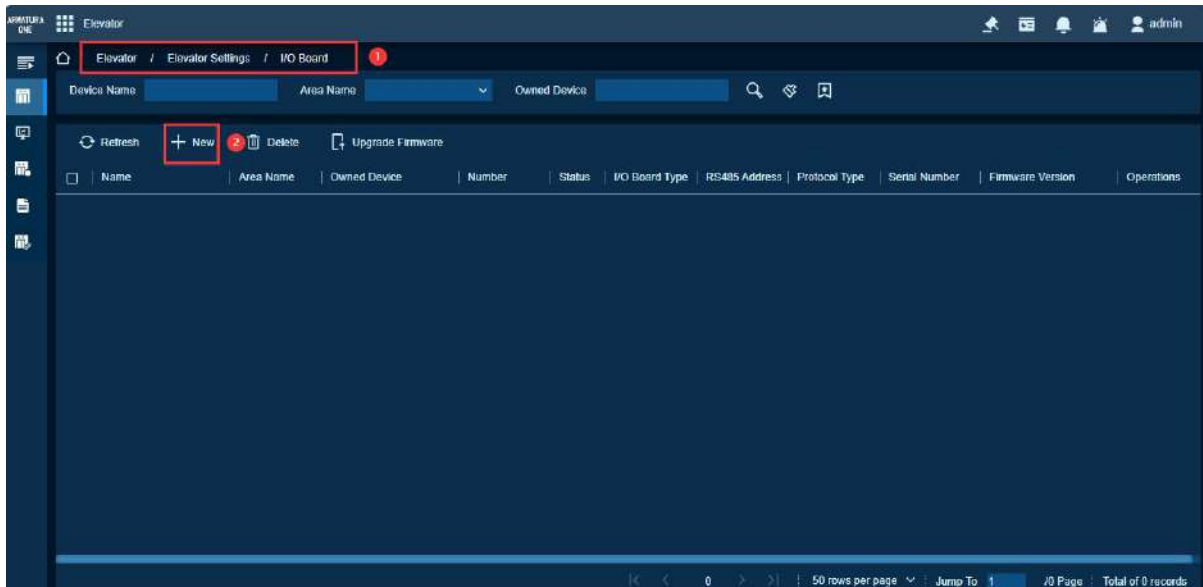 ARMATURA
ONE
Elevator
admin
Elevator / Elevator Settings / I/O Board
1
Device Name Area Name Owned Device
Refresh New 2 Delete Upgrade Firmware
Name Area Name Owned Device Number Status I/O Board Type RS485 Address Protocol Type Serial Number Firmware Version Operations
0 50 rows per page Jump To 1 /0 Page Total of 0 records